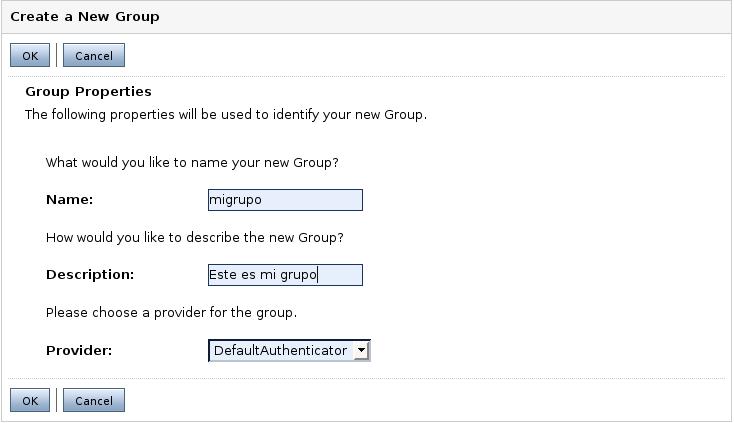 Create a New Group
OK Cancel
Group Properties
The following properties will be used to identify your new Group.
What would you like to name your new Group?
Name: migrupo
How would you like to describe the new Group?
Description: Este es mi grupo
Please choose a provider for the group.
Provider: DefaultAuthenticator
OK Cancel